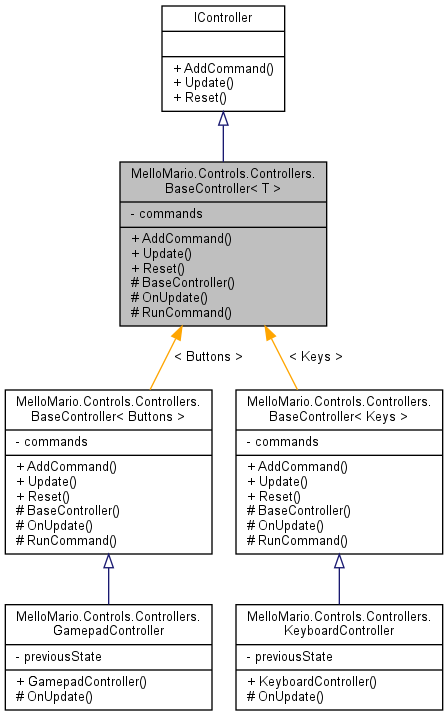 IController
+ AddCommand()
+ Update()
+ Reset()
MelloMario.Controls.Controllers.
BaseController< T >
- commands
+ AddCommand()
+ Update()
+ Reset()
# BaseController()
# OnUpdate()
# RunCommand()
< Buttons >
< Keys >
MelloMario.Controls.Controllers.
BaseController< Buttons >
- commands
+ AddCommand()
+ Update()
+ Reset()
# BaseController()
# OnUpdate()
# RunCommand()
MelloMario.Controls.Controllers.
BaseController< Keys >
- commands
+ AddCommand()
+ Update()
+ Reset()
# BaseController()
# OnUpdate()
# RunCommand()
MelloMario.Controls.Controllers.
GamepadController
- previousState
+ GamepadController()
# OnUpdate()
MelloMario.Controls.Controllers.
KeyboardController
- previousState
+ KeyboardController()
# OnUpdate()